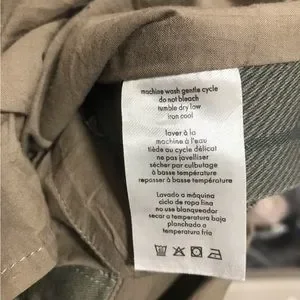 machine wash gentle cycle
do not bleach
tumble dry low
iron cool
laver à la
machine à l'eau
tiède au cycle délicat
ne pas javelliser
sécher par culbutage
à basse température
repasser à basse température
Lavado a máquina
ciclo de ropa fina
no use blanqueador
secar a temperatura baja
planchado a
temperatura frío